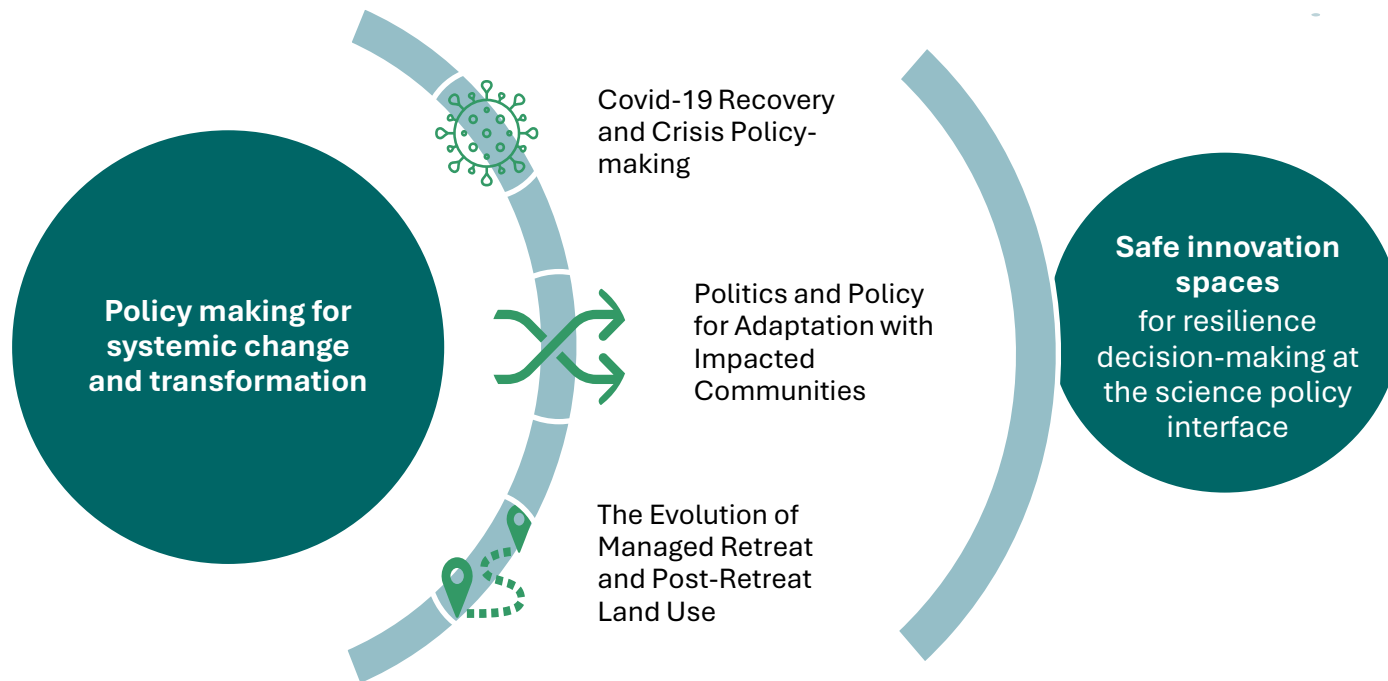 Policy making for
systemic change
and transformation
Covid-19 Recovery
and Crisis Policy-
making
Politics and Policy
for Adaptation with
Impacted
Communities
The Evolution of
Managed Retreat
and Post-Retreat
Land Use
Safe innovation
spaces
for resilience
decision-making at
the science policy
interface